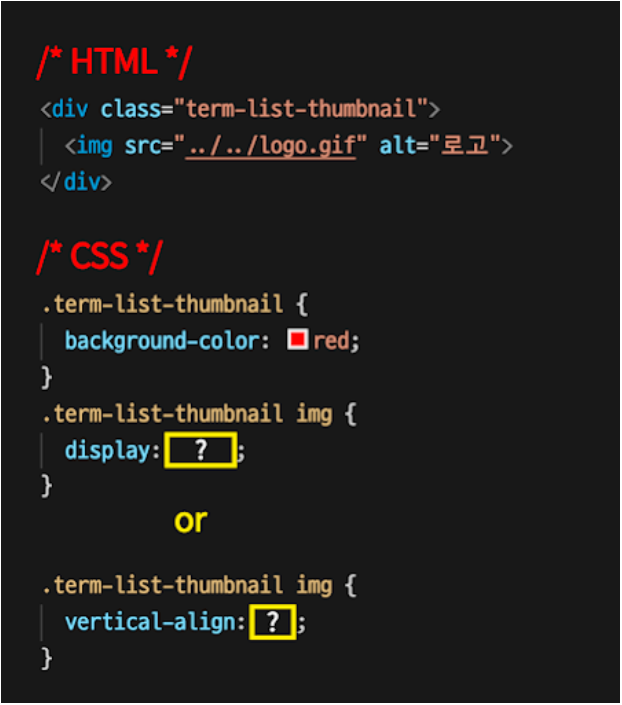 /* HTML */
<div class="term-list-thumbnail">
<img src="../../logo.gif" alt="로고">
</div>
/* CSS */
.term-list-thumbnail {
background-color: red;
}
.term-list-thumbnail img {
display: ? ;
}
or
.term-list-thumbnail img {
vertical-align: ? ;
}